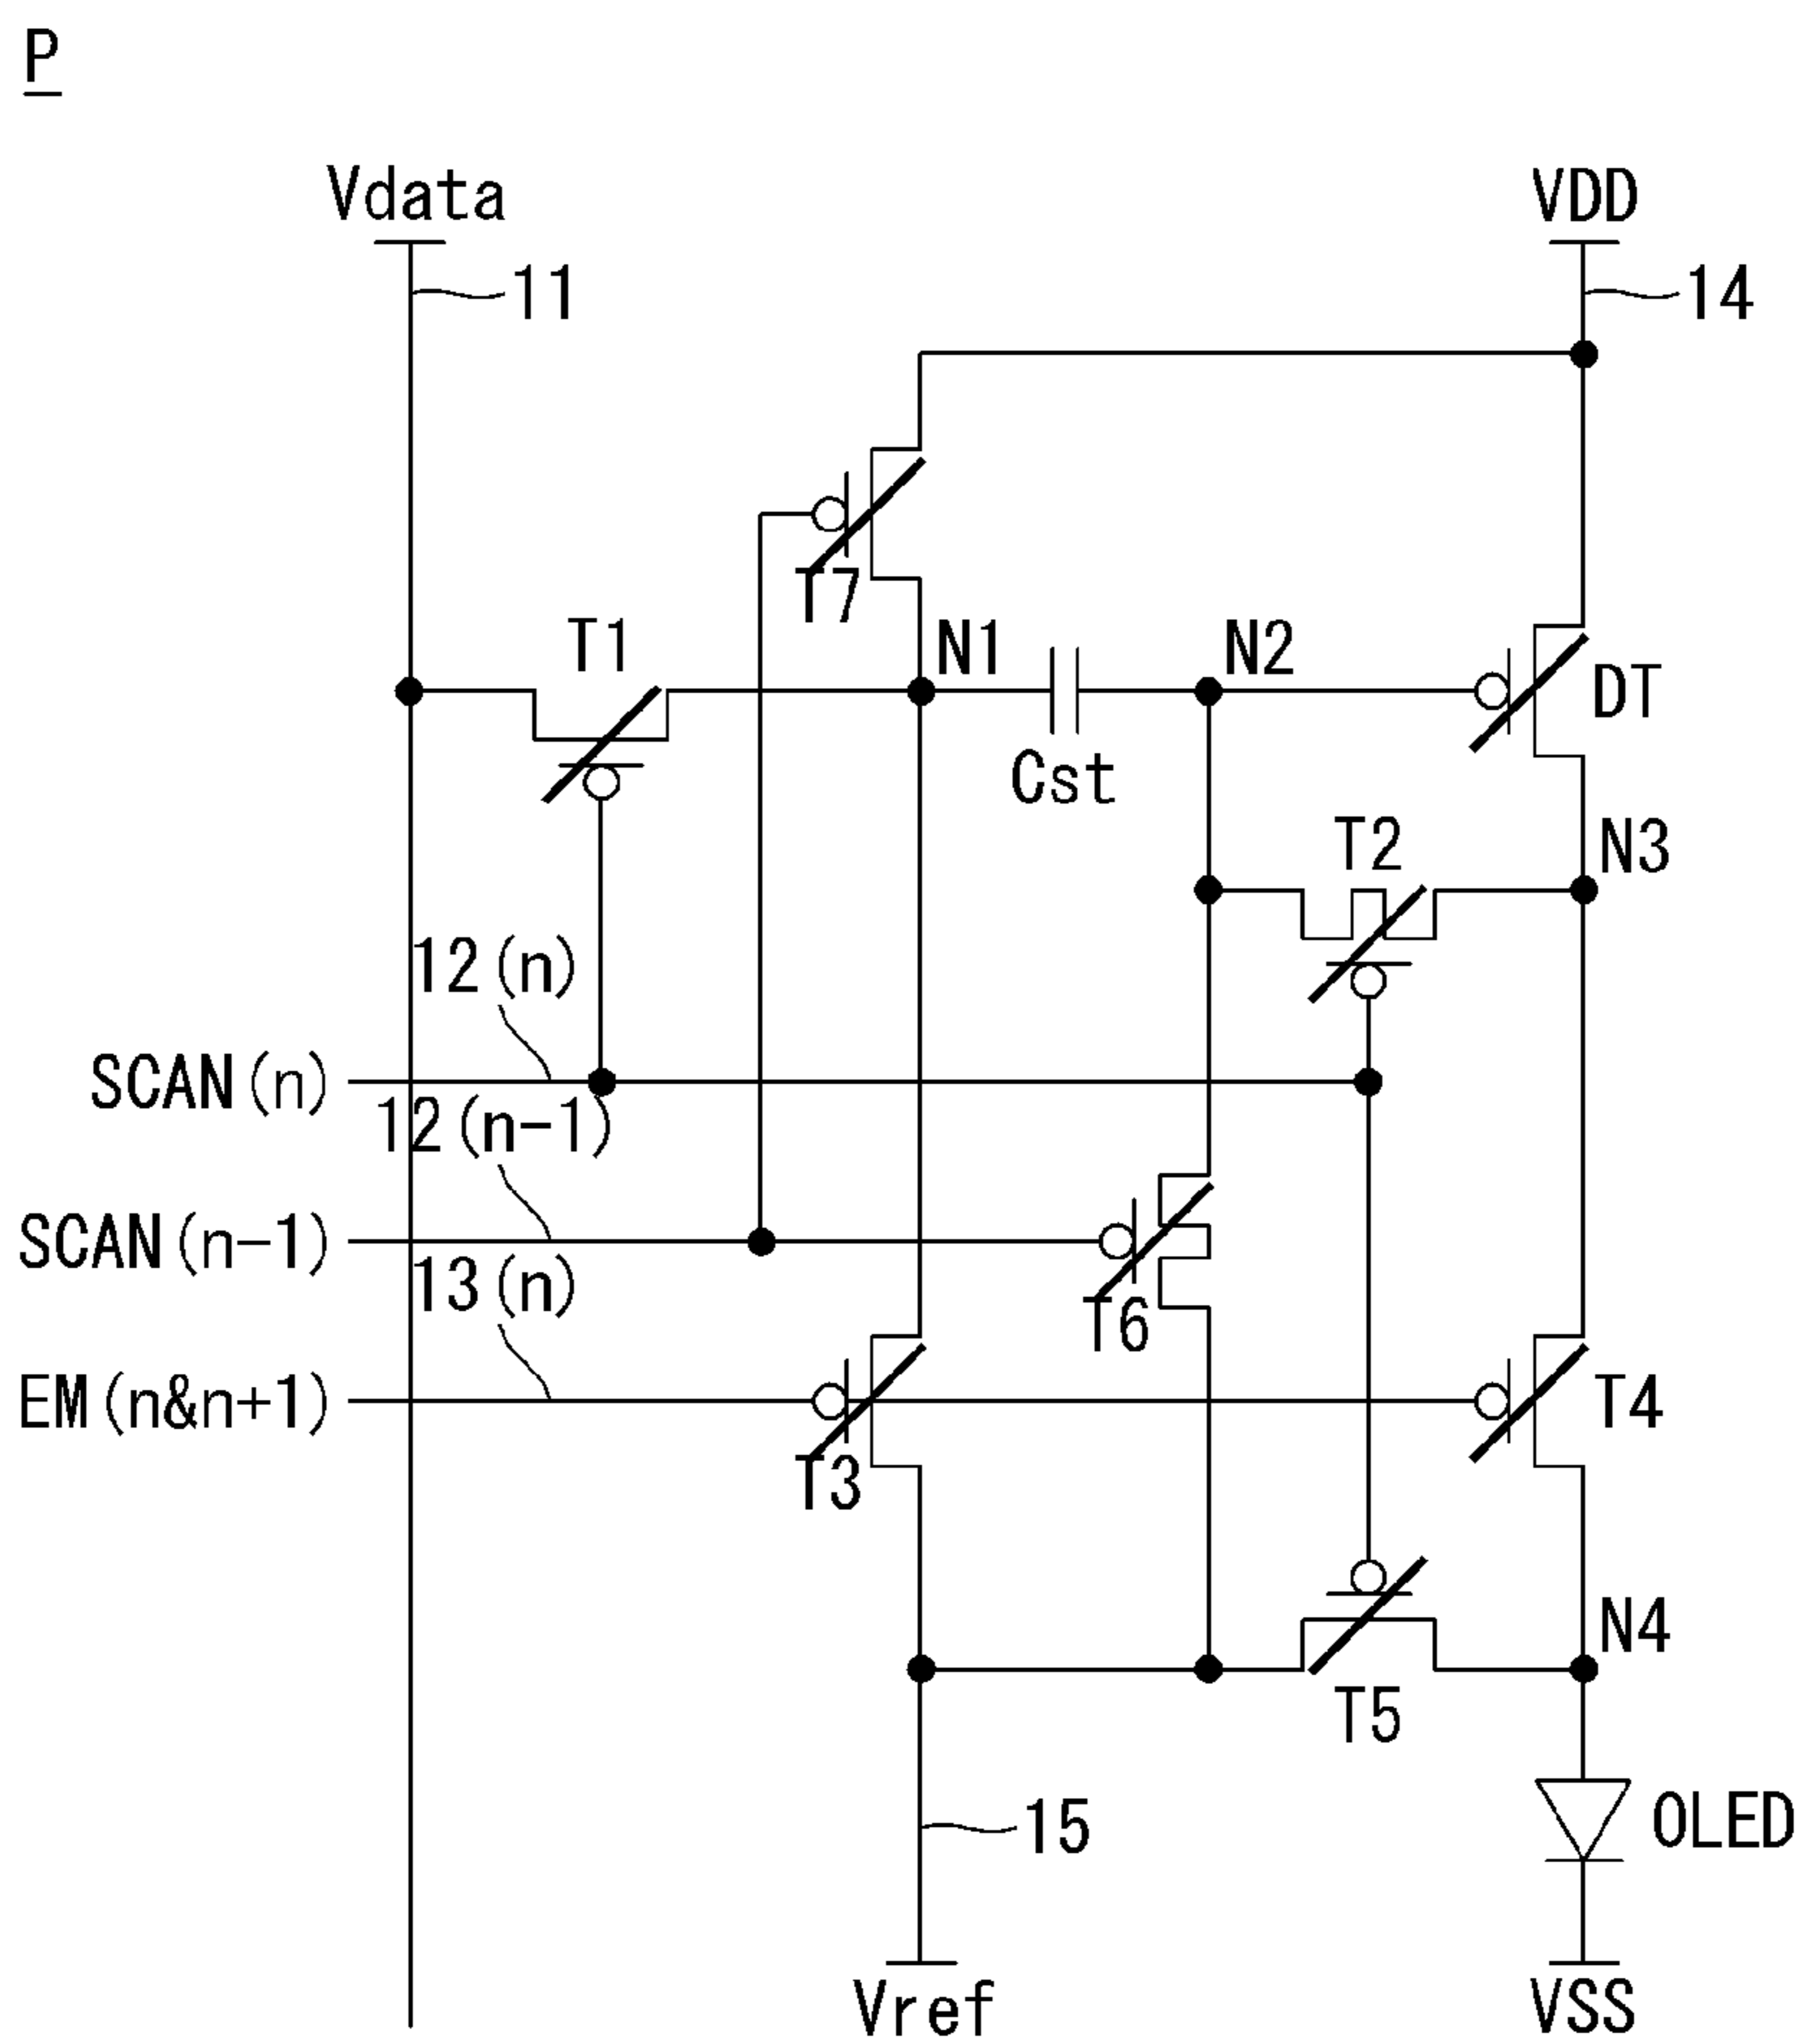 P
Vdata
VDD
11
14
T7
T1
N1
N2
DT
Cst
T2
N3
12(n)
SCAN(n)
12(n-1)
SCAN(n-1)
13(n)
T6
EM(n&n+1)
T4
T3
N4
T5
OLED
15
Vref
VSS